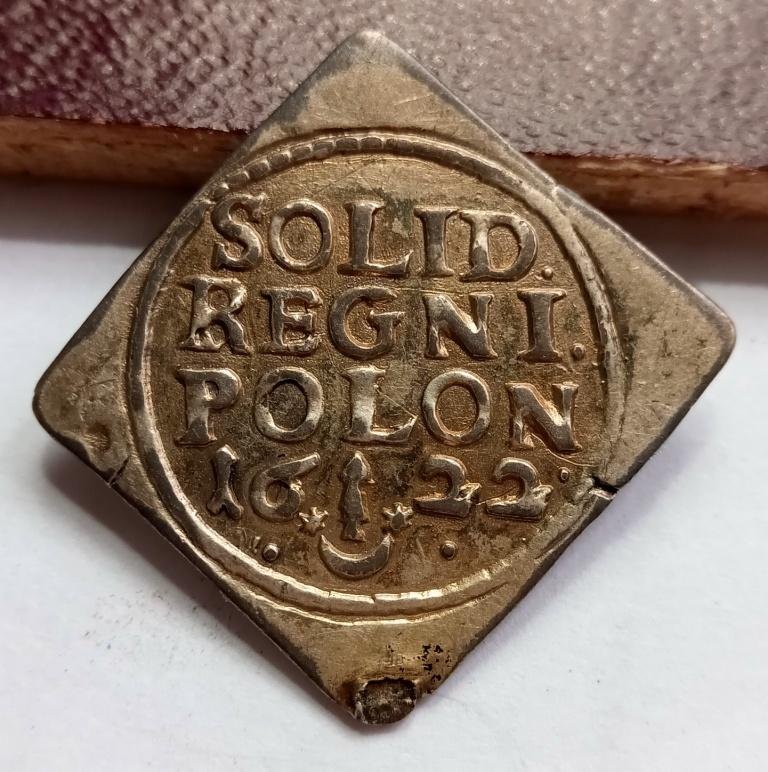 SOLID.
REGNI.
POLON
16 22